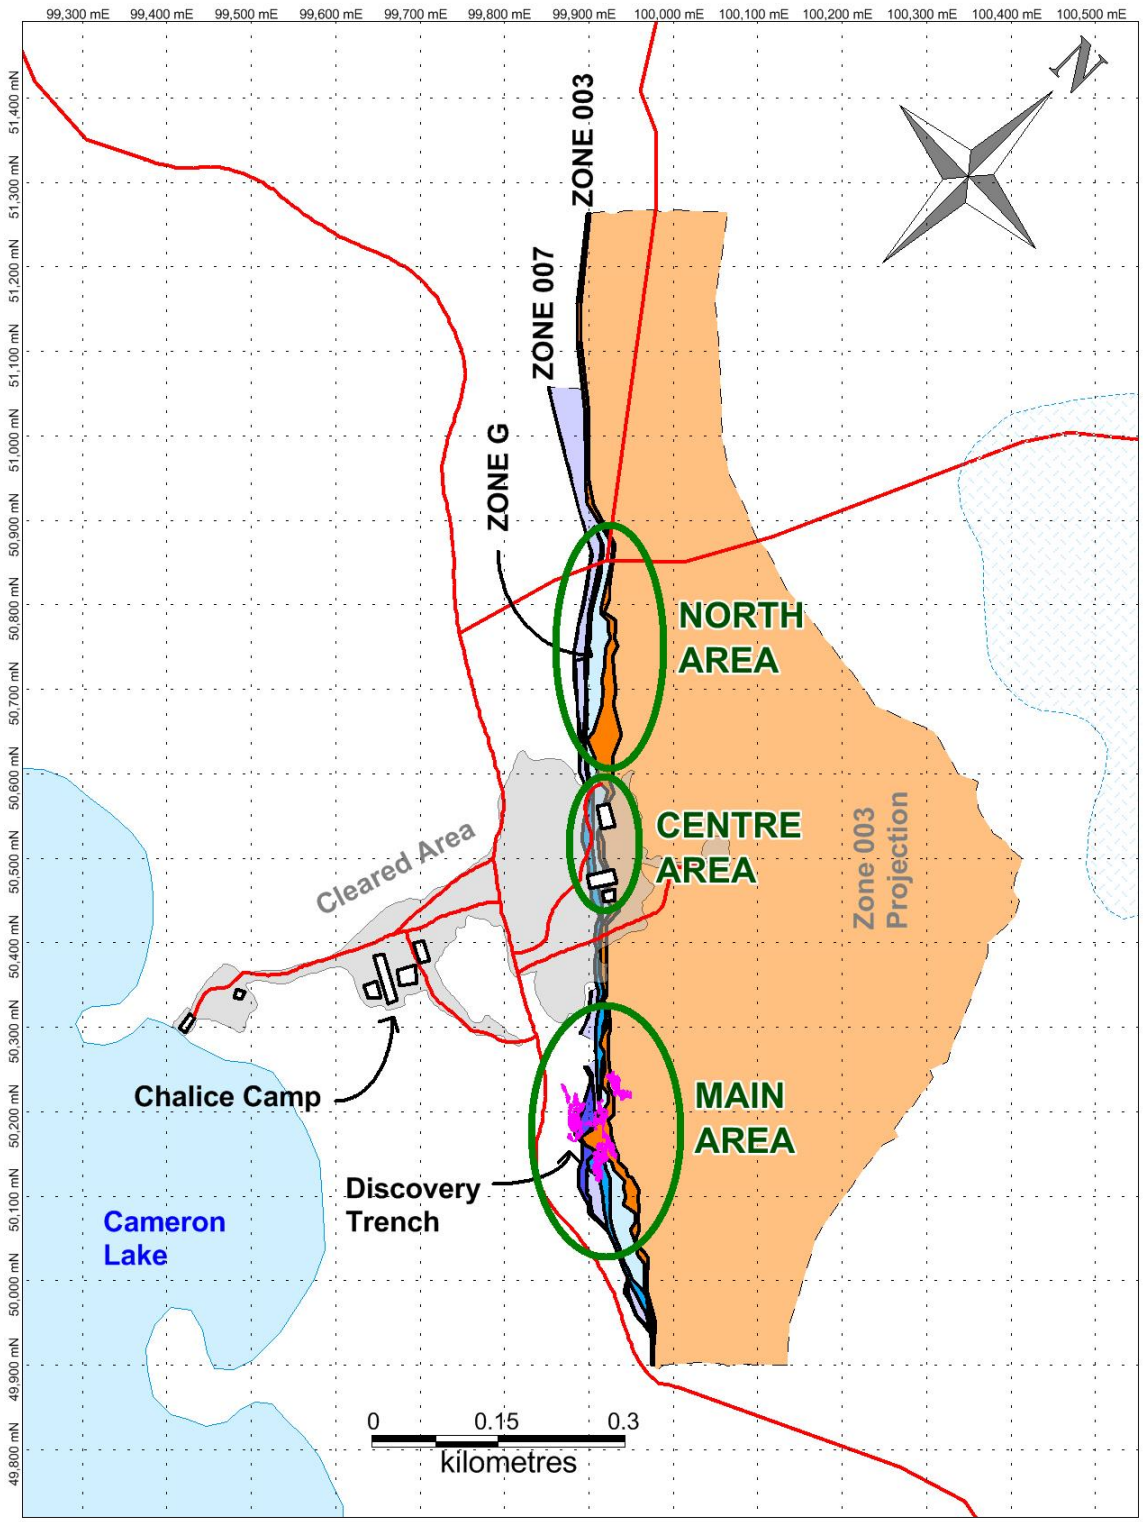 99,300 mE
99,400 mE
99,500 mE
99,600 mE
99,700 mE
99,800 mE
99,900 mE
100,000 mE
100,100 mE
100,200 mE
100,300 mE
100,400 mE
100,500 mE
51,400 mN
51,300 mN
51,200 mN
51,100 mN
51,000 mN
50,900 mN
50,800 mN
50,700 mN
50,600 mN
50,500 mN
50,400 mN
50,300 mN
50,200 mN
50,100 mN
50,000 mN
49,900 mN
49,800 mN
N
ZONE 003
ZONE 007
ZONE G
NORTH
AREA
CENTRE
AREA
Zone 003
Projection
Cleared Area
Chalice Camp
MAIN
AREA
Discovery
Trench
Cameron
Lake
0 0.15 0.3
kilometres